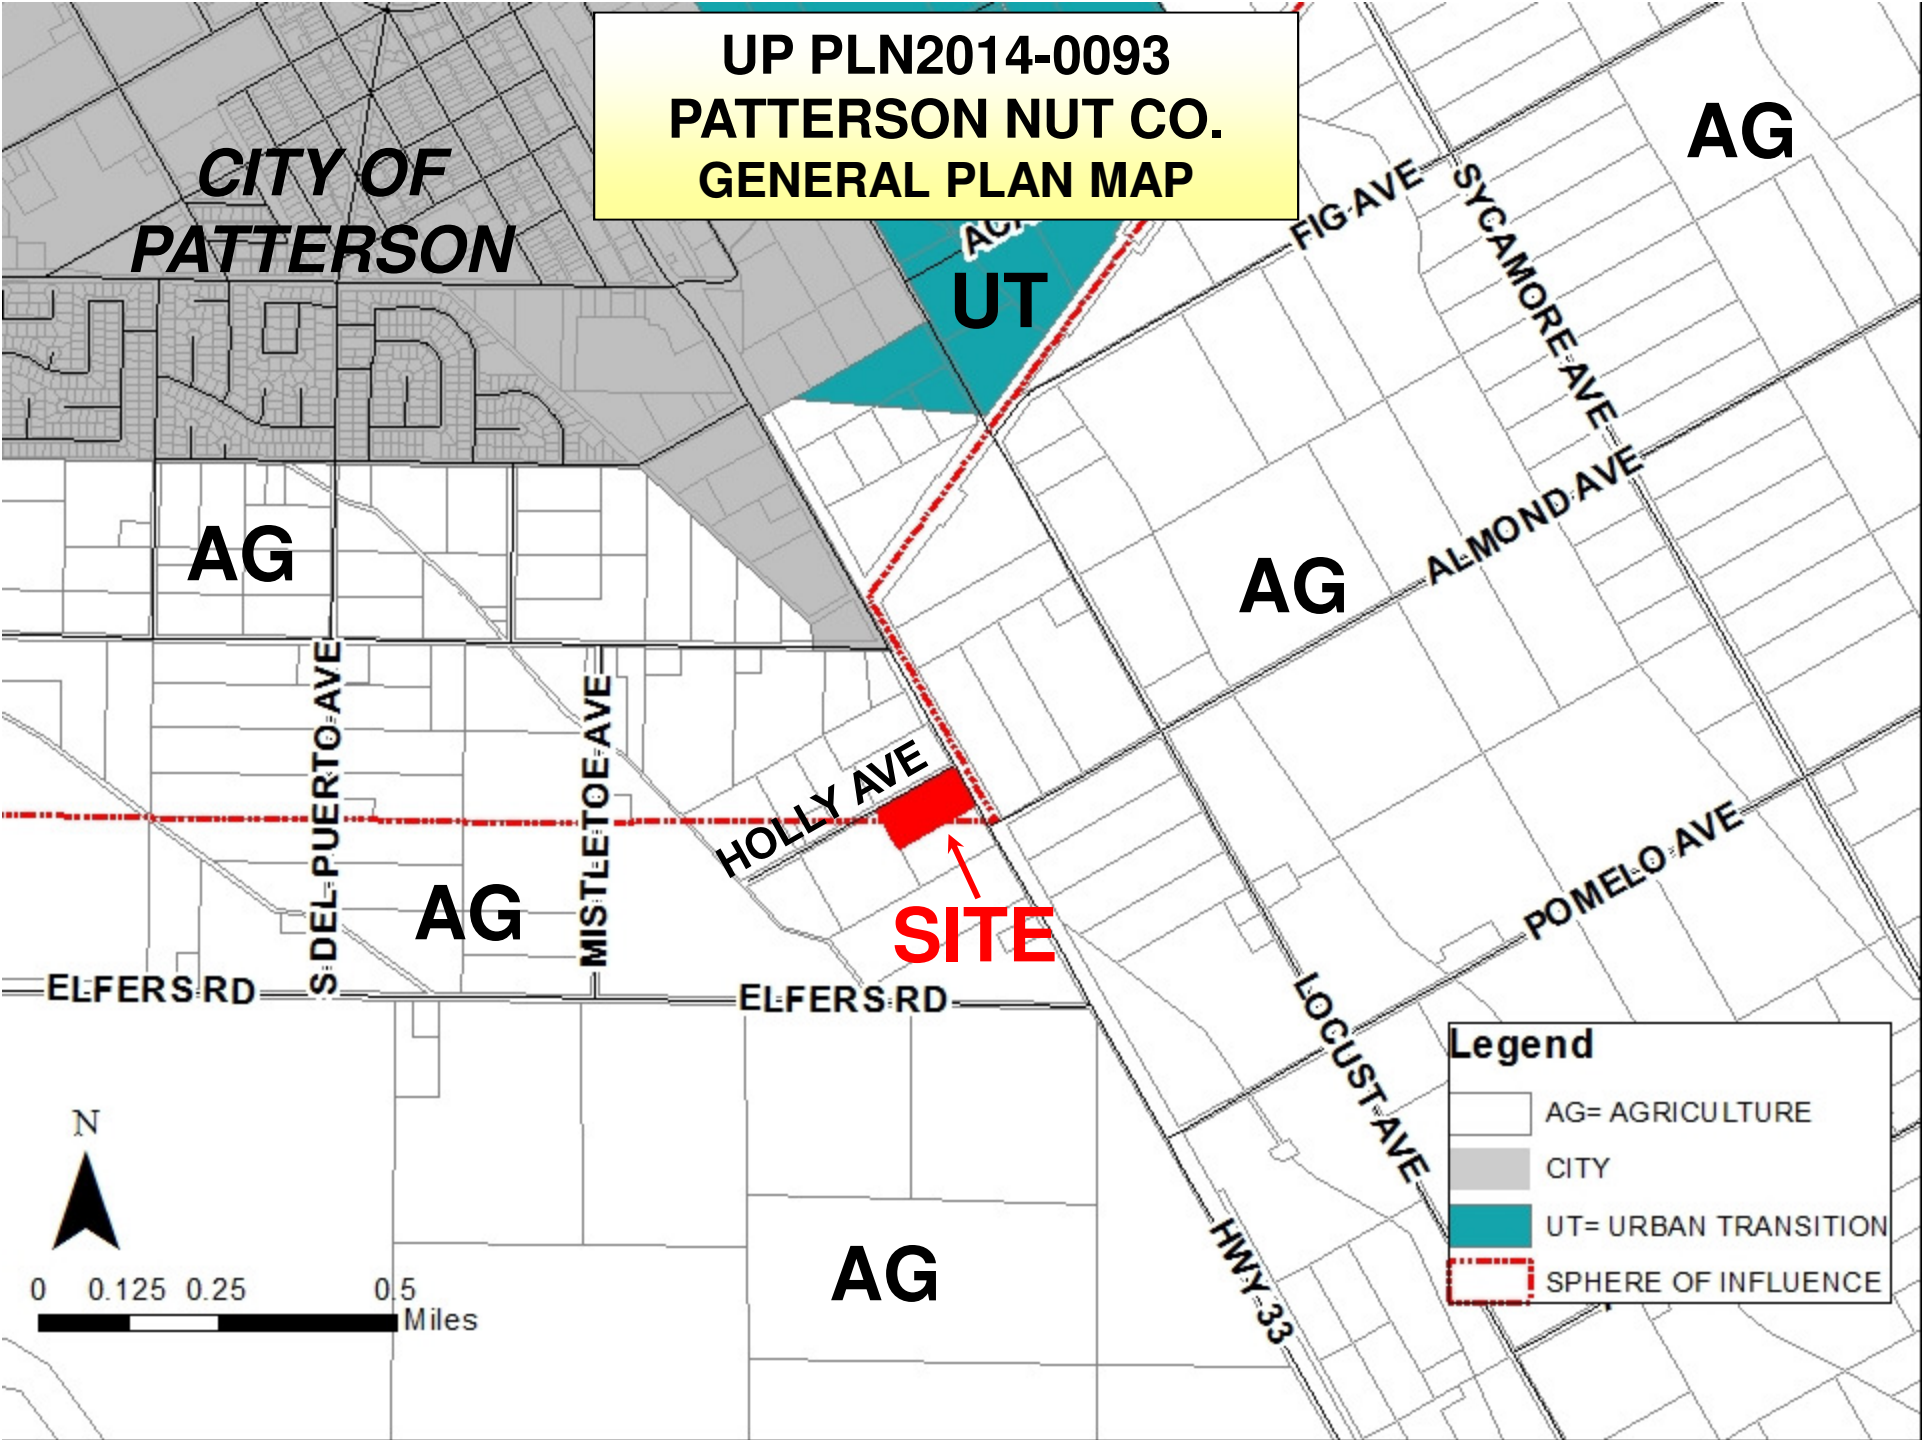 UP PLN2014-0093
PATTERSON NUT CO.
GENERAL PLAN MAP
CITY OF
PATTERSON
AG
UT
FIG AVE
SYCAMORE AVE
AG
AG
ALMOND AVE
S DEL PUERTO AVE
MISTLETOE AVE
HOLLY AVE
AG
SITE
POMELO AVE
ELFERS RD
ELFERS RD
LOCUST AVE
HWY 33
AG
N
0 0.125 0.25 0.5
Miles
Legend
AG= AGRICULTURE
CITY
UT= URBAN TRANSITION
SPHERE OF INFLUENCE